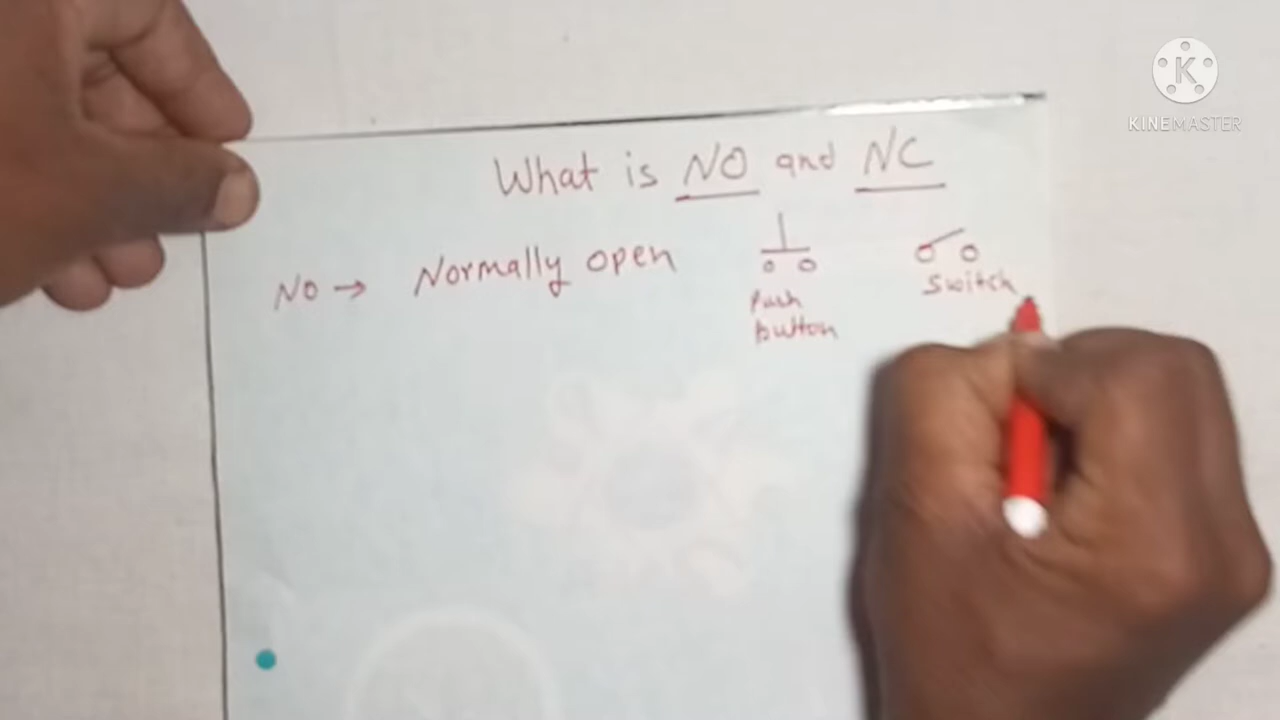 What is NO and NC
NO → Normally open
Push
button
Switch
KINEMASTER